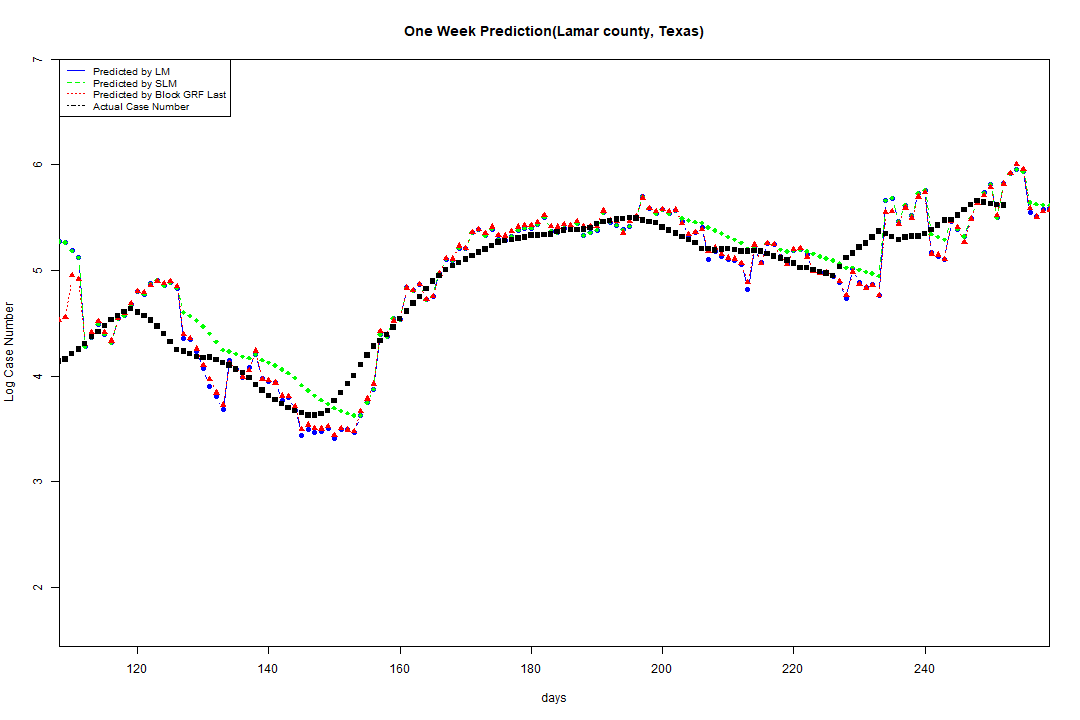 One Week Prediction(Lamar county, Texas)
Predicted by LM
Predicted by SLM
Predicted by Block GRF Last
Actual Case Number
7
6
5
4
3
2
Log Case Number
120 140 160 180 200 220 240
days